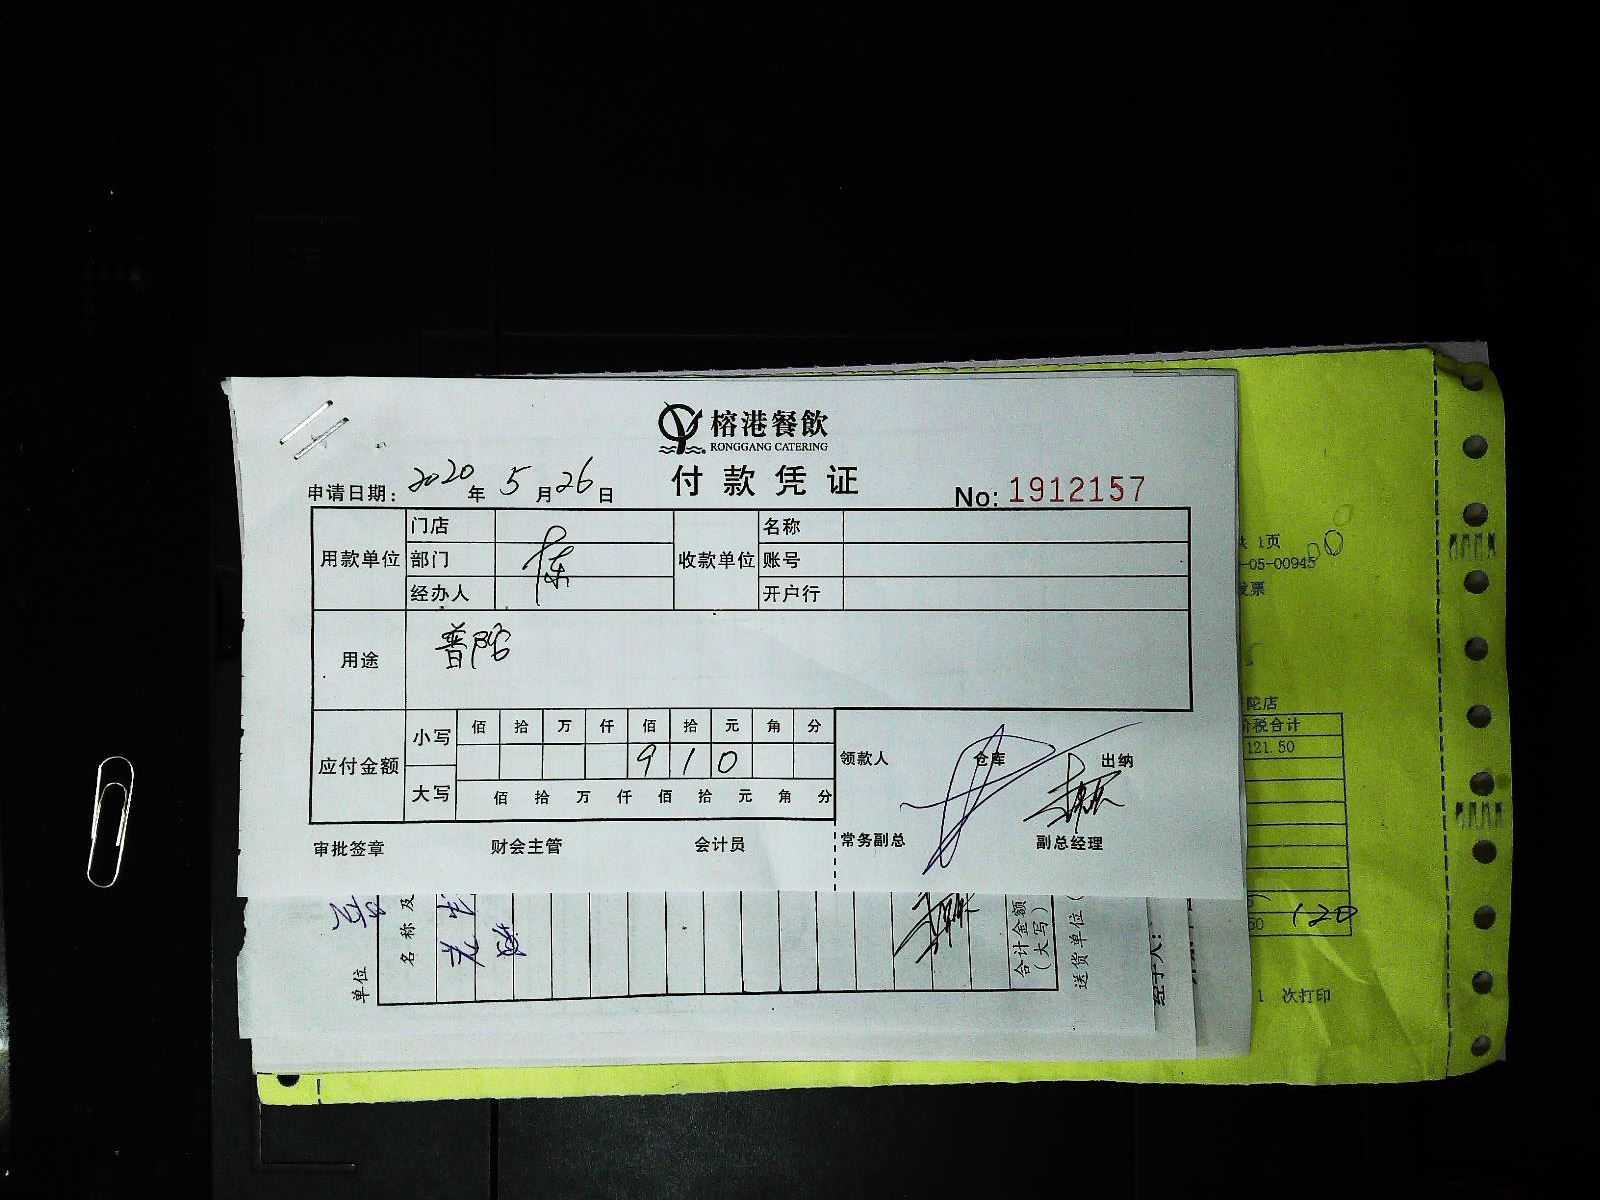 榕港餐飲
RONGGANG CATERING
付款凭证
申请日期: 2020 年 5 月 26 日
No: 1912157
用款单位 门店 收款单位 名称
部门 陈 账号
经办人 开户行
用途 普陀
应付金额 小写 佰 拾 万 仟 佰 拾 元 角 分
9 1 0
大写 佰 拾 万 仟 佰 拾 元 角 分
领款人 仓库 出纳
审批签章 财会主管 会计员 常务副总 副总经理
单位
名称及
合计金额
(大写)
送货单位(
经手人:
1页
-05-00945
发票
陀店
价税合计
121.50
120
1 次打印